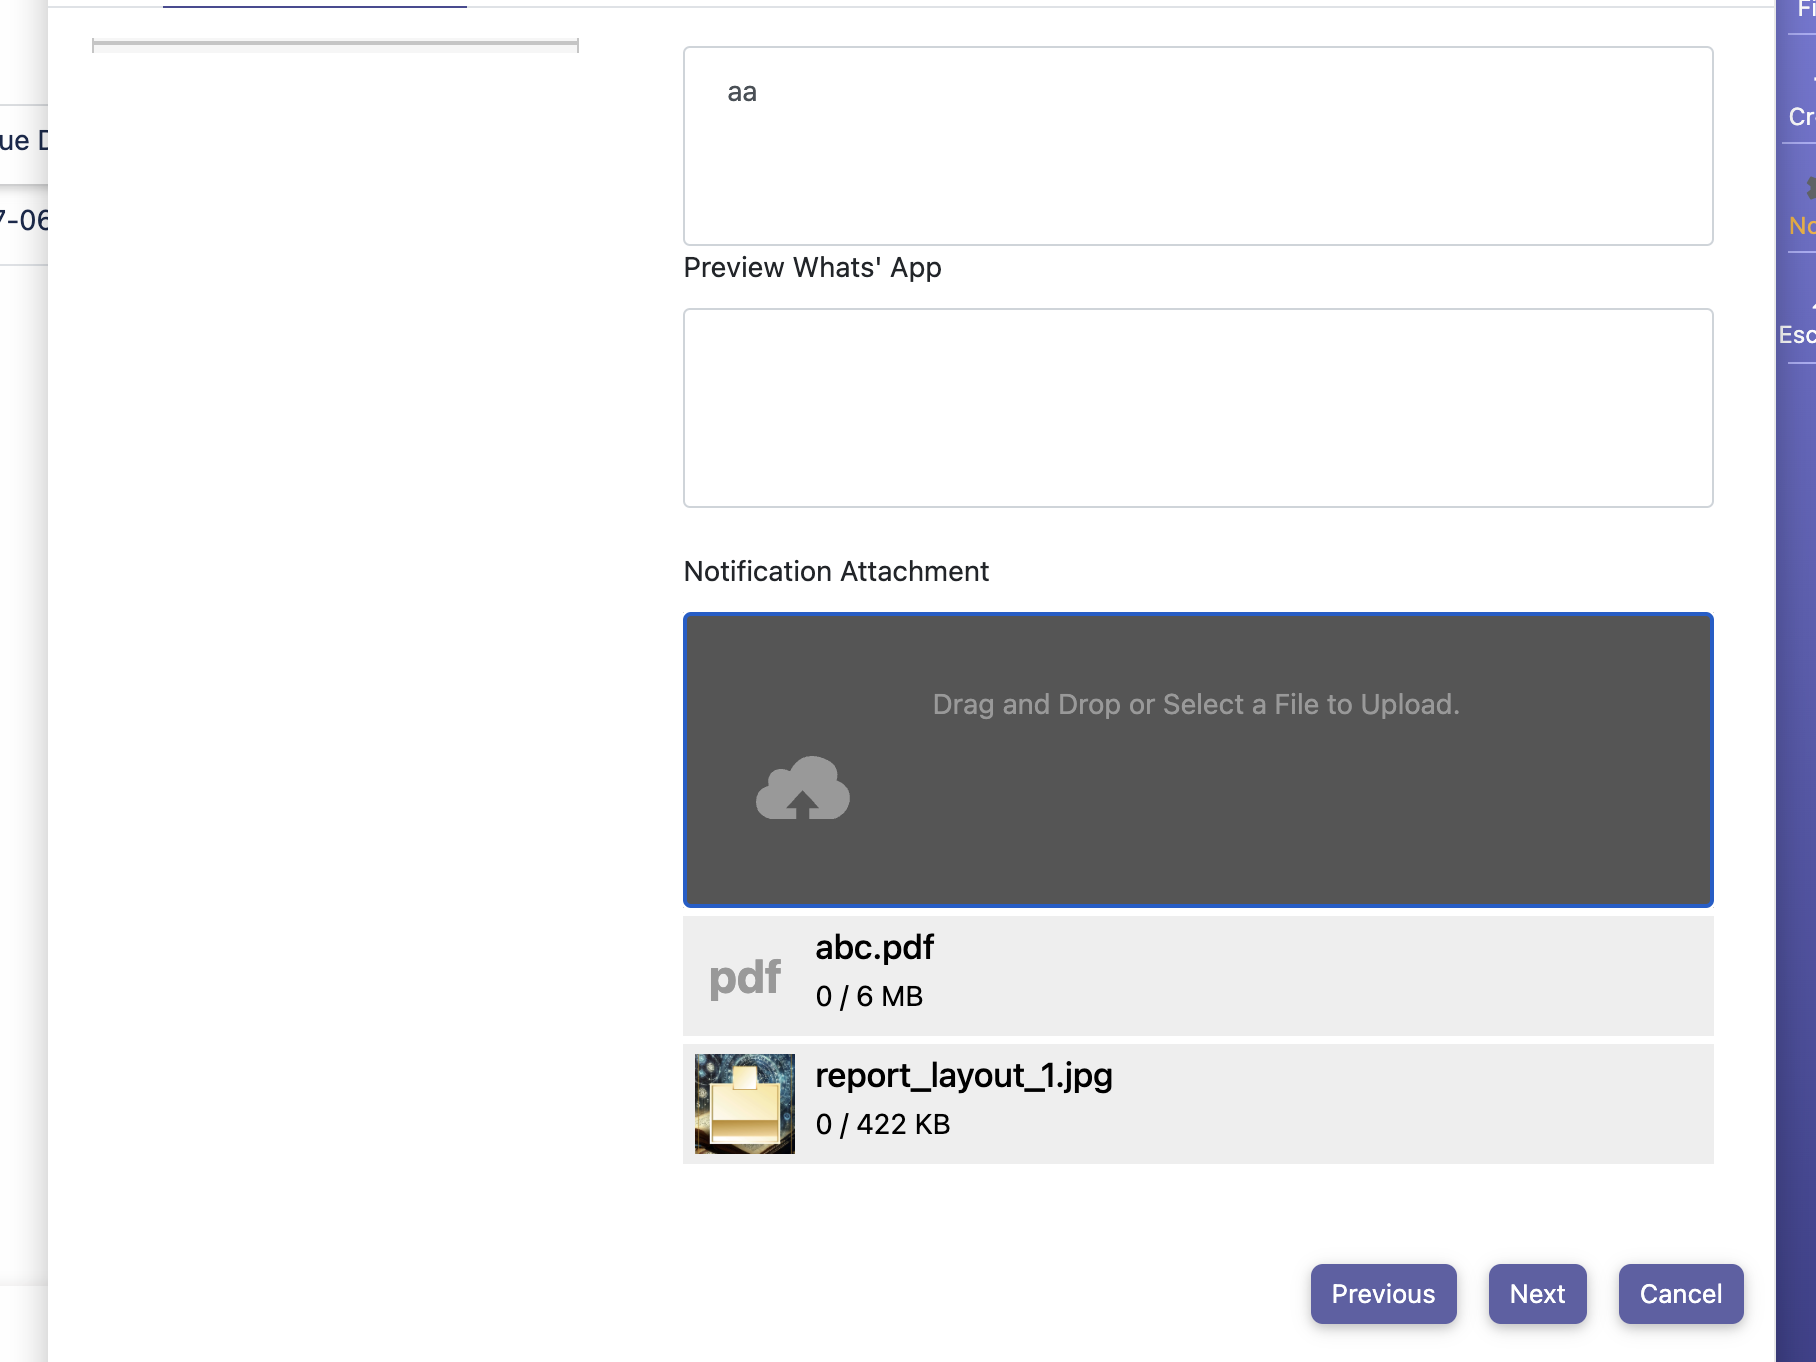 aa
Preview Whats' App
Notification Attachment
Drag and Drop or Select a File to Upload.
pdf
abc.pdf
0 / 6 MB
report_layout_1.jpg
0 / 422 KB
Previous
Next
Cancel
ue
7-06
Fi
Cr
No
Esc